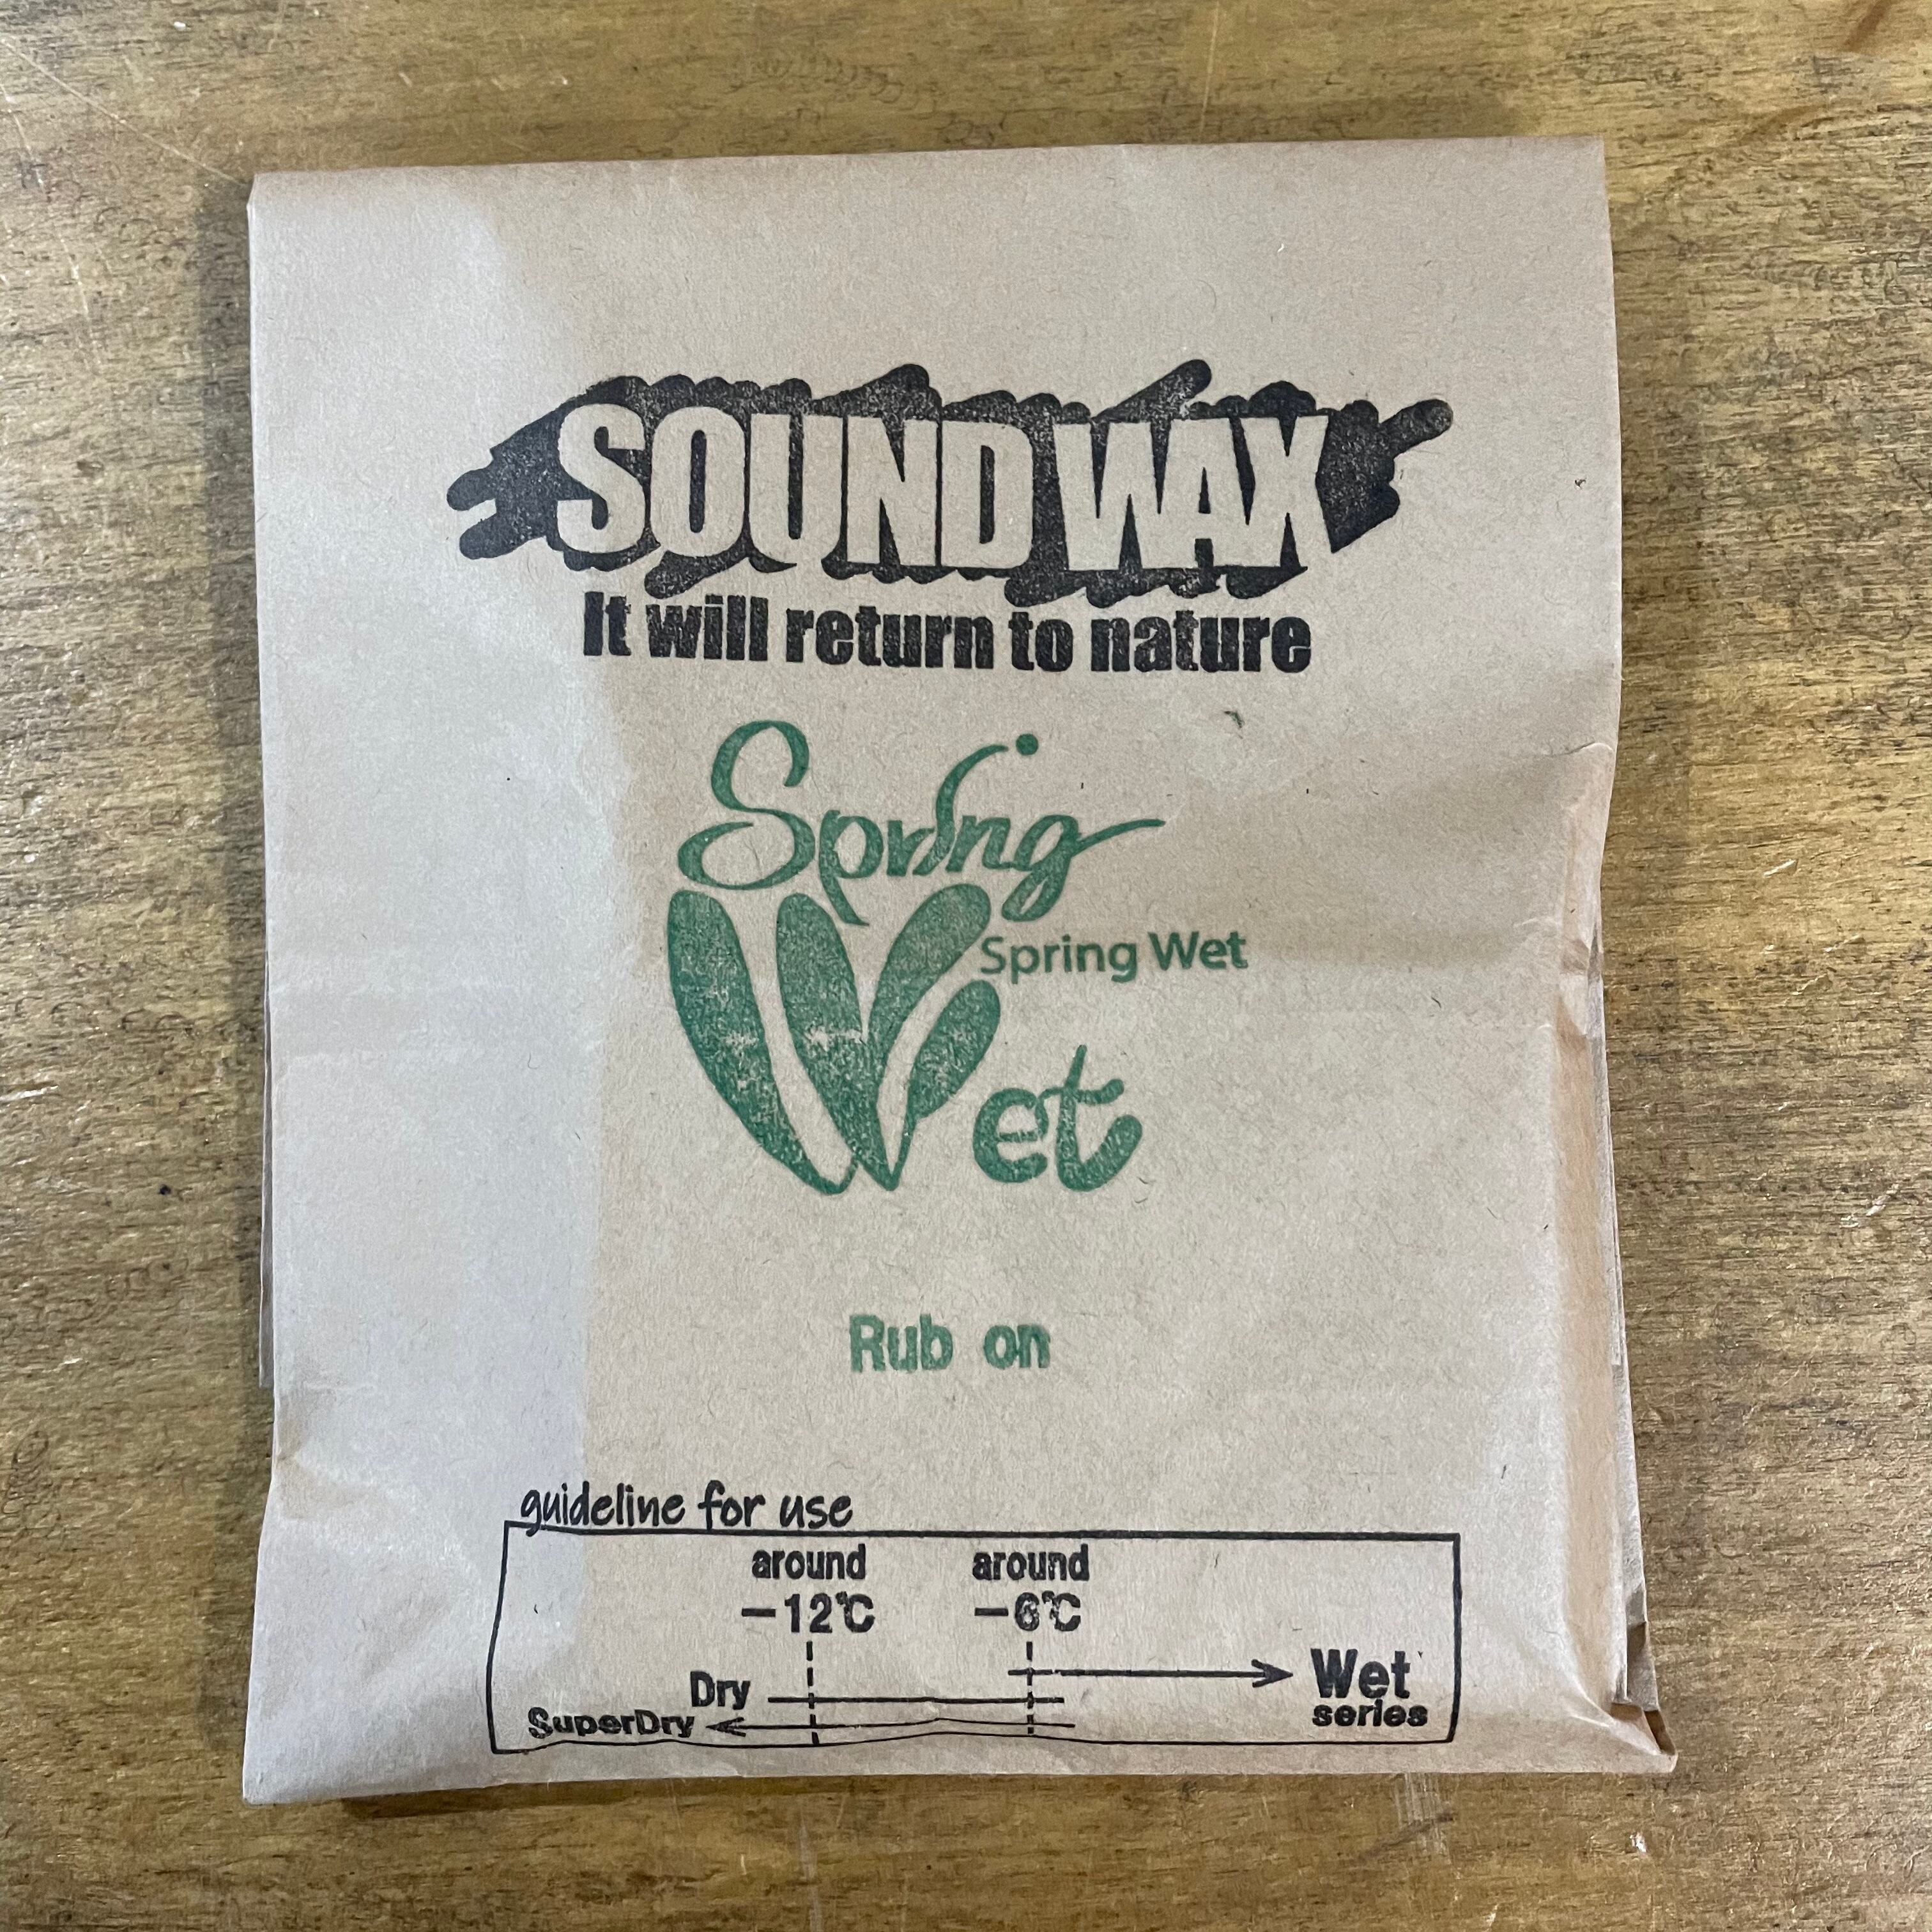 SOUND WAX
It will return to nature
Spring
Spring Wet
Wet
Rub on
guideline for use
around around
-12℃ -6℃
Dry
Wet
SuperDry
series